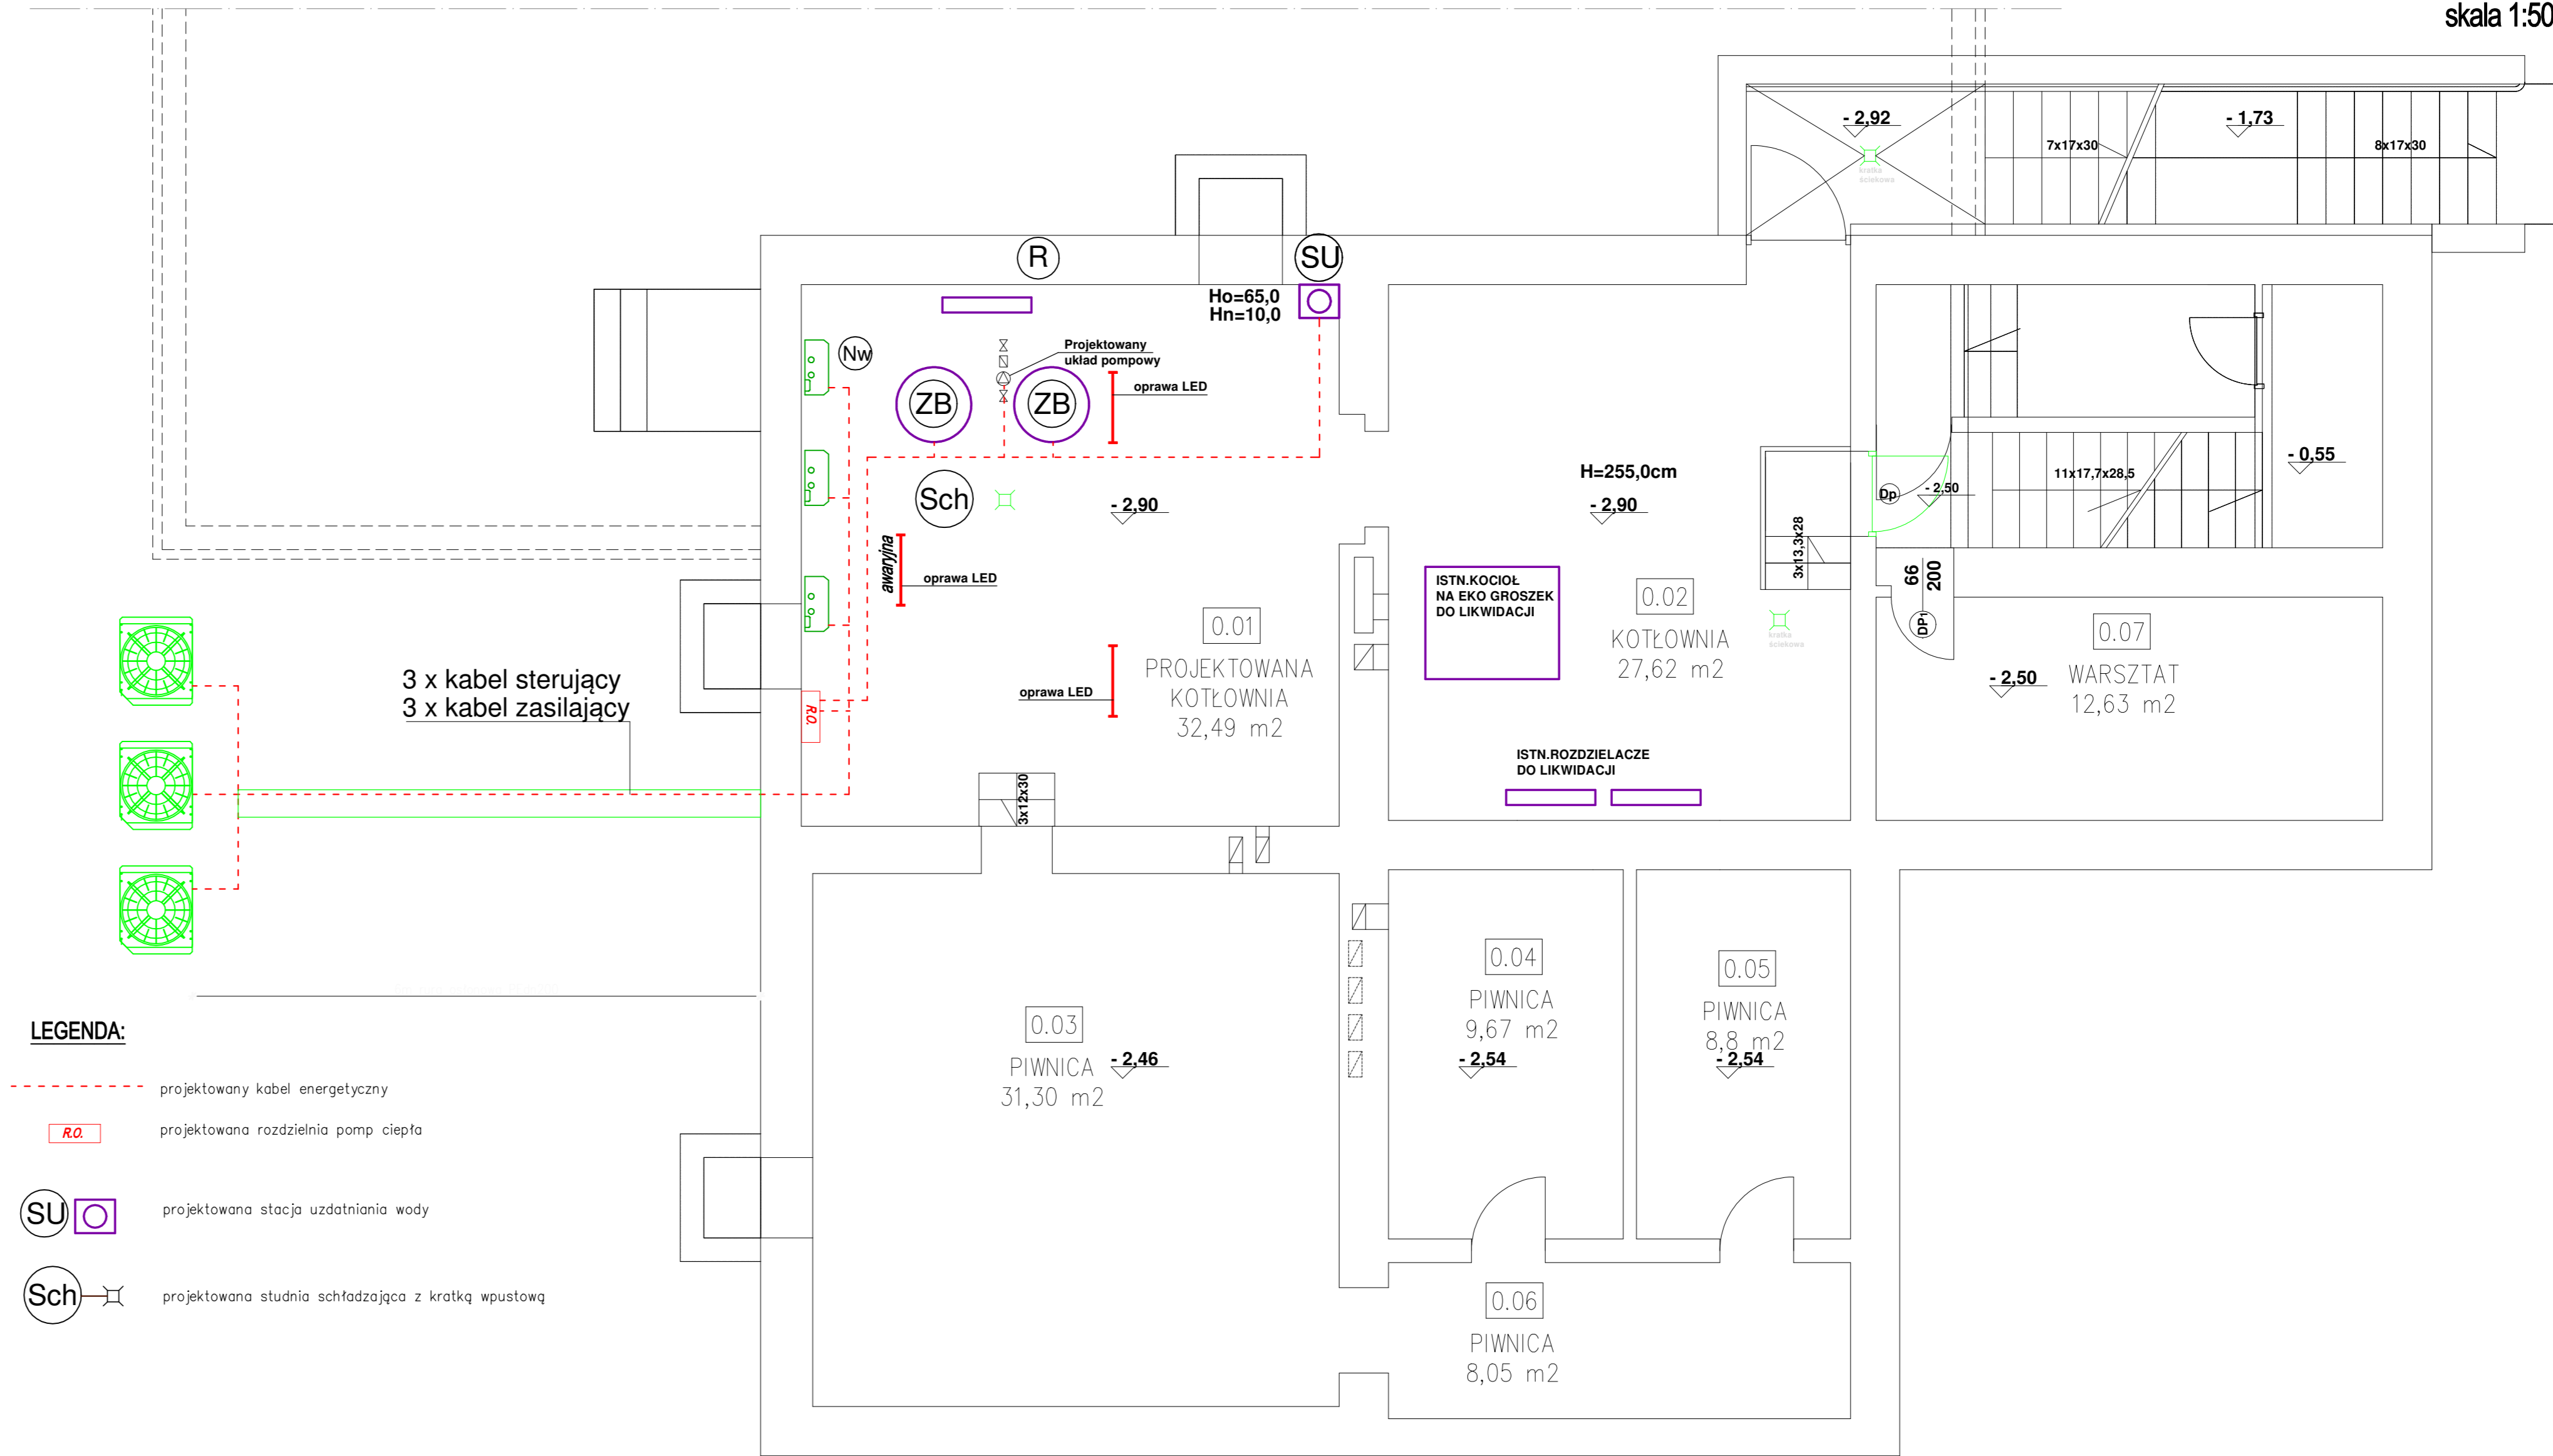 skala 1:50
- 2,92
- 1,73
7x17x30
8x17x30
kratka
ściekowa
R
SU
Ho=65,0
Hn=10,0
Nw
Projektowany
układ pompowy
ZB
ZB
oprawa LED
Sch
- 2,90
H=255,0cm
- 2,90
- 0,55
11x17,7x28,5
Dp
- 2,50
awaryjna
oprawa LED
3x13,3x28
ISTN.KOCIOŁ
NA EKO GROSZEK
DO LIKWIDACJI
66
200
DP1
0.01
PROJEKTOWANA
KOTŁOWNIA
32,49 m2
0.02
KOTŁOWNIA
27,62 m2
kratka
ściekowa
0.07
WARSZTAT
12,63 m2
- 2,50
3 x kabel sterujący
3 x kabel zasilający
oprawa LED
R.O.
ISTN.ROZDZIELACZE
DO LIKWIDACJI
3x12x30
0.03
PIWNICA
31,30 m2
- 2,46
0.04
PIWNICA
9,67 m2
- 2,54
0.05
PIWNICA
8,8 m2
- 2,54
0.06
PIWNICA
8,05 m2
LEGENDA:
projektowany kabel energetyczny
R.O.
projektowana rozdzielnia pomp ciepła
SU
projektowana stacja uzdatniania wody
Sch
projektowana studnia schładzająca z kratką wpustową